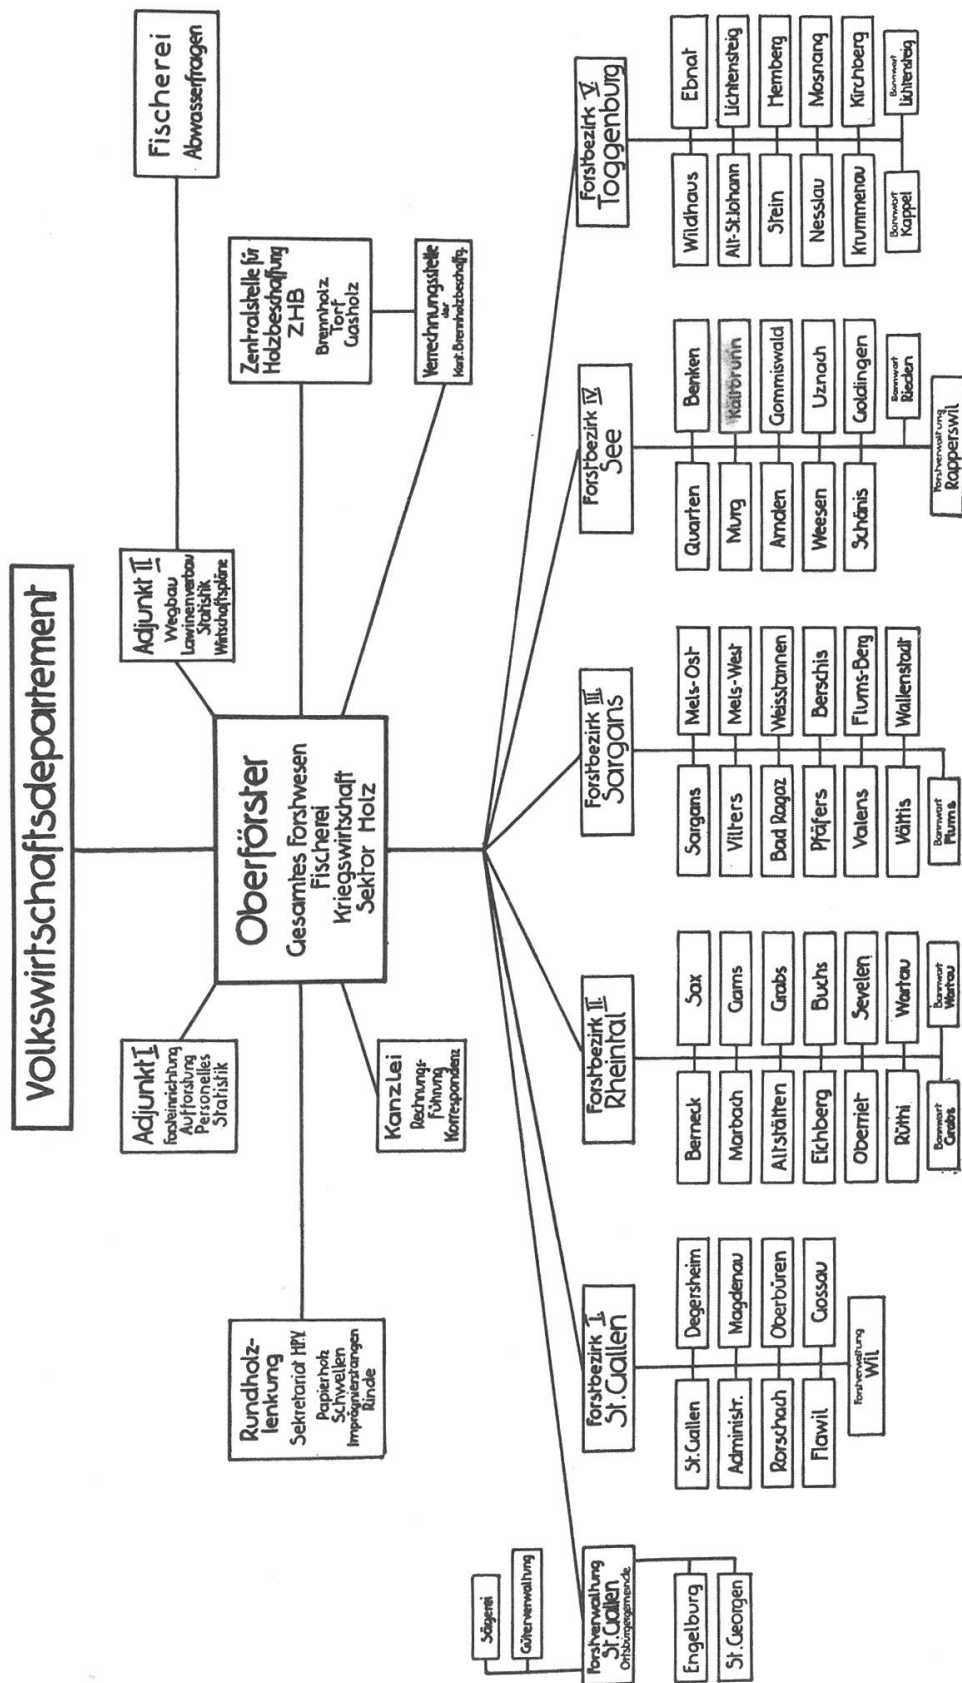 Volkswirtschaftsdepartement
Adjunkt I
Forsteinrichtung
Aufforstung
Personelles
Statistik
Adjunkt II
Wegbau
Lawinenverbau
Statistik
Wirtschaftspläne
Fischerei
Abwasserfragen
Oberförster
Gesamtes Forstwesen
Fischerei
Kriegswirtschaft
Sektor Holz
Rundholz-
lenkung
Sekretariat HPV.
Papierholz
Schwellen
Imprägnierstangen
Rinde
Kanzlei
Rechnung-
führung
Korrespondenz
Zentralstelle für
Holzbeschaffung
ZHB
Brennholz
Torf
Gasholz
Verrechnungsstelle
der
Kant. Brennholzbeschaffg.
Sägerei
Güterverwaltung
Forstverwaltung
St. Gallen
Ortsbürgergemeinde
Engelburg
St. Georgen
Forstbezirk I.
St. Gallen
St. Gallen
Degersheim
Administr.
Magdenau
Rorschach
Oberbüren
Flawil
Gossau
Forstverwaltung
Wil
Forstbezirk II.
Rheintal
Berneck
Sax
Marbach
Gams
Altstätten
Grabs
Eichberg
Buchs
Oberriet
Sevelen
Rüthi
Wartau
Bannwart
Grabs
Bannwart
Wartau
Forstbezirk III.
Sargans
Sargans
Mels-Ost
Vilters
Mels-West
Bad Ragaz
Weisstannen
Pfäfers
Berschis
Valens
Flums-Berg
Vättis
Wallenstadt
Bannwart
Flums
Forstbezirk IV.
See
Quarten
Benken
Murg
Kaltbrunn
Amden
Gommiswald
Weesen
Uznach
Schänis
Goldingen
Bannwart
Rieden
Forstverwaltung
Rapperswil
Forstbezirk V.
Toggenburg
Wildhaus
Ebnat
Alt-St. Johann
Lichtensteig
Stein
Hemberg
Nesslau
Mosnang
Krummenau
Kirchberg
Bannwart
Kappel
Bannwart
Lichtensteig